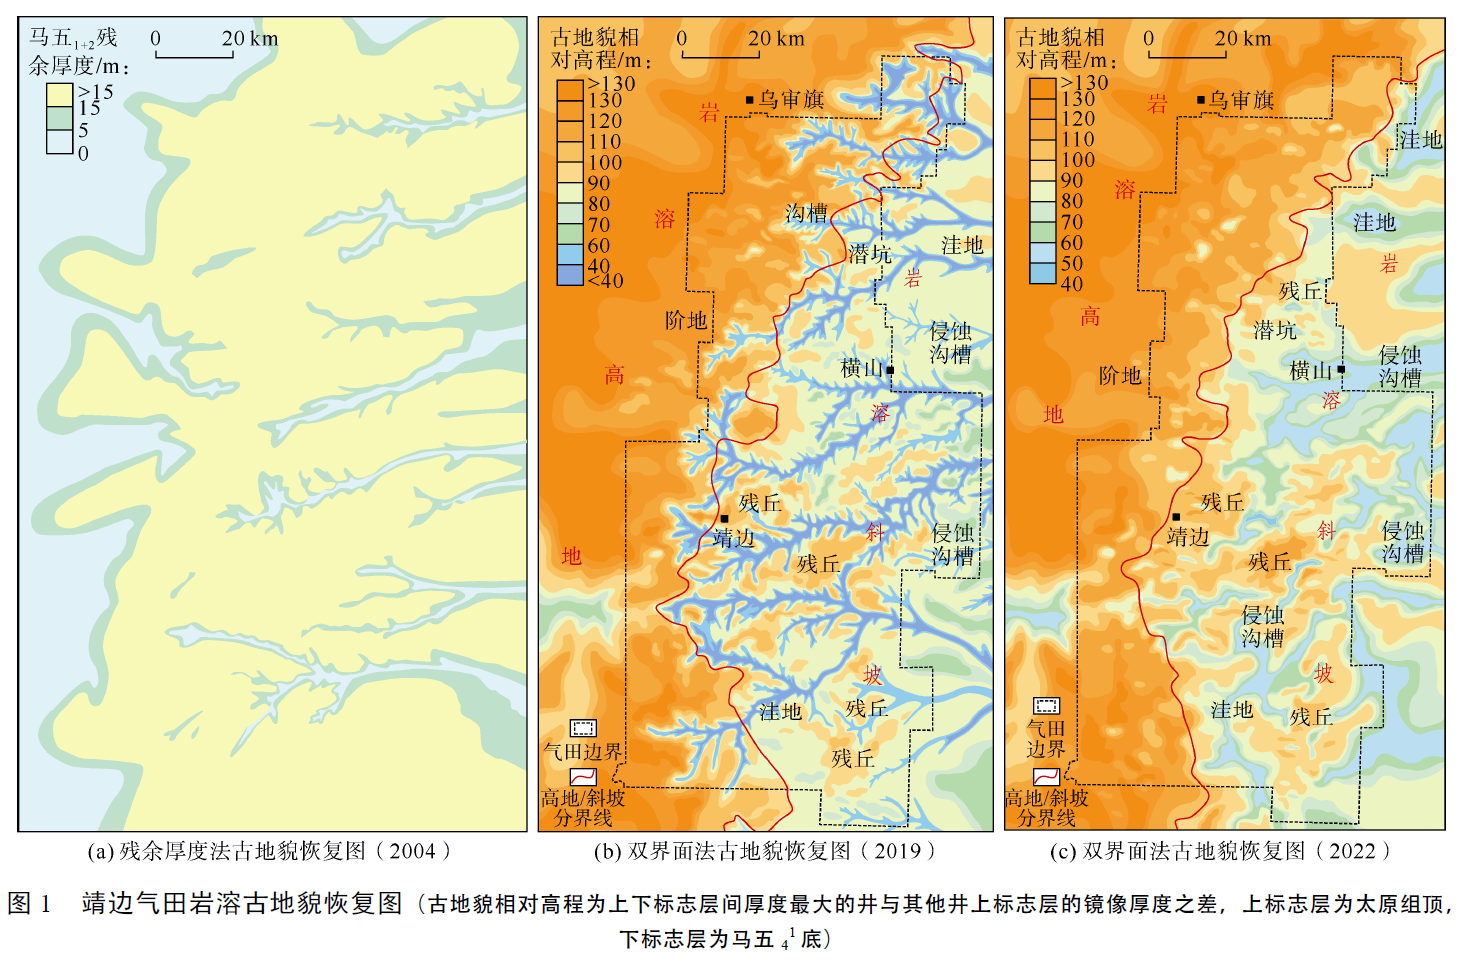 马五1+2残
余厚度/m：
0 20 km
>15
15
5
0
(a) 残余厚度法古地貌恢复图（2004）
古地貌相
对高程/m：
0 20 km
>130
130
120
110
100
90
80
70
60
40
<40
乌审旗
岩
溶
高
地
沟槽
潜坑
洼地
岩
阶地
侵蚀
沟槽
横山
溶
残丘
靖边
斜
侵蚀
沟槽
残丘
坡
洼地
残丘
残丘
气田边界
高地/斜坡
分界线
(b) 双界面法古地貌恢复图（2019）
古地貌相
对高程/m：
0 20 km
>130
130
120
110
100
90
80
70
60
50
40
乌审旗
岩
溶
高
地
洼地
洼地
岩
残丘
潜坑
侵蚀
沟槽
阶地
横山
溶
残丘
靖边
斜
侵蚀
沟槽
残丘
侵蚀
沟槽
坡
洼地
残丘
气田
边界
高地/斜坡
分界线
(c) 双界面法古地貌恢复图（2022）
图 1 靖边气田岩溶古地貌恢复图（古地貌相对高程为上下标志层间厚度最大的井与其他井上标志层的镜像厚度之差，上标志层为太原组顶，
下标志层为马五₄¹底）